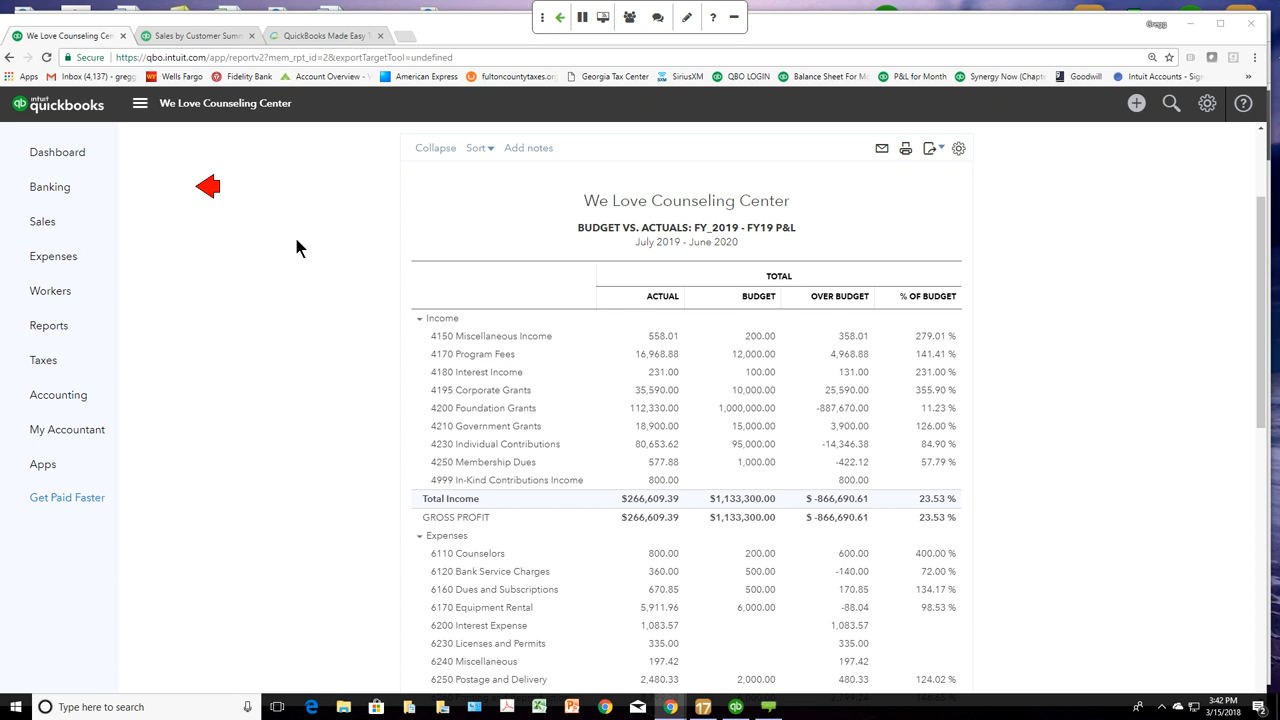 Gregg
We Love Counseling Cen
Sales by Customer Summ
QuickBooks Made Easy T
Secure https://qbo.intuit.com/app/reportv2?mem_rpt_id=2&exportTargetTool=undefined
Apps Inbox (4,137) - gregg Wells Fargo Fidelity Bank Account Overview - American Express fultoncountytaxes.org Georgia Tax Center SiriusXM QBO LOGIN Balance Sheet For M P&L for Month Synergy Now (Chapt Goodwill Intuit Accounts - Sig »
intuit quickbooks We Love Counseling Center
Dashboard
Banking
Sales
Expenses
Workers
Reports
Taxes
Accounting
My Accountant
Apps
Get Paid Faster
Collapse Sort Add notes
We Love Counseling Center
BUDGET VS. ACTUALS: FY_2019 - FY19 P&L
July 2019 - June 2020
TOTAL
ACTUAL BUDGET OVER BUDGET % OF BUDGET
Income
4150 Miscellaneous Income 558.01 200.00 358.01 279.01 %
4170 Program Fees 16,968.88 12,000.00 4,968.88 141.41 %
4180 Interest Income 231.00 100.00 131.00 231.00 %
4195 Corporate Grants 35,590.00 10,000.00 25,590.00 355.90 %
4200 Foundation Grants 112,330.00 1,000,000.00 -887,670.00 11.23 %
4210 Government Grants 18,900.00 15,000.00 3,900.00 126.00 %
4230 Individual Contributions 80,653.62 95,000.00 -14,346.38 84.90 %
4250 Membership Dues 577.88 1,000.00 -422.12 57.79 %
4999 In-Kind Contributions Income 800.00 800.00
Total Income $266,609.39 $1,133,300.00 $ -866,690.61 23.53 %
GROSS PROFIT $266,609.39 $1,133,300.00 $ -866,690.61 23.53 %
Expenses
6110 Counselors 800.00 200.00 600.00 400.00 %
6120 Bank Service Charges 360.00 500.00 -140.00 72.00 %
6160 Dues and Subscriptions 670.85 500.00 170.85 134.17 %
6170 Equipment Rental 5,911.96 6,000.00 -88.04 98.53 %
6200 Interest Expense 1,083.57 1,083.57
6230 Licenses and Permits 335.00 335.00
6240 Miscellaneous 197.42 197.42
6250 Postage and Delivery 2,480.33 2,000.00 480.33 124.02 %
Type here to search
17
3:42 PM
3/15/2018
2